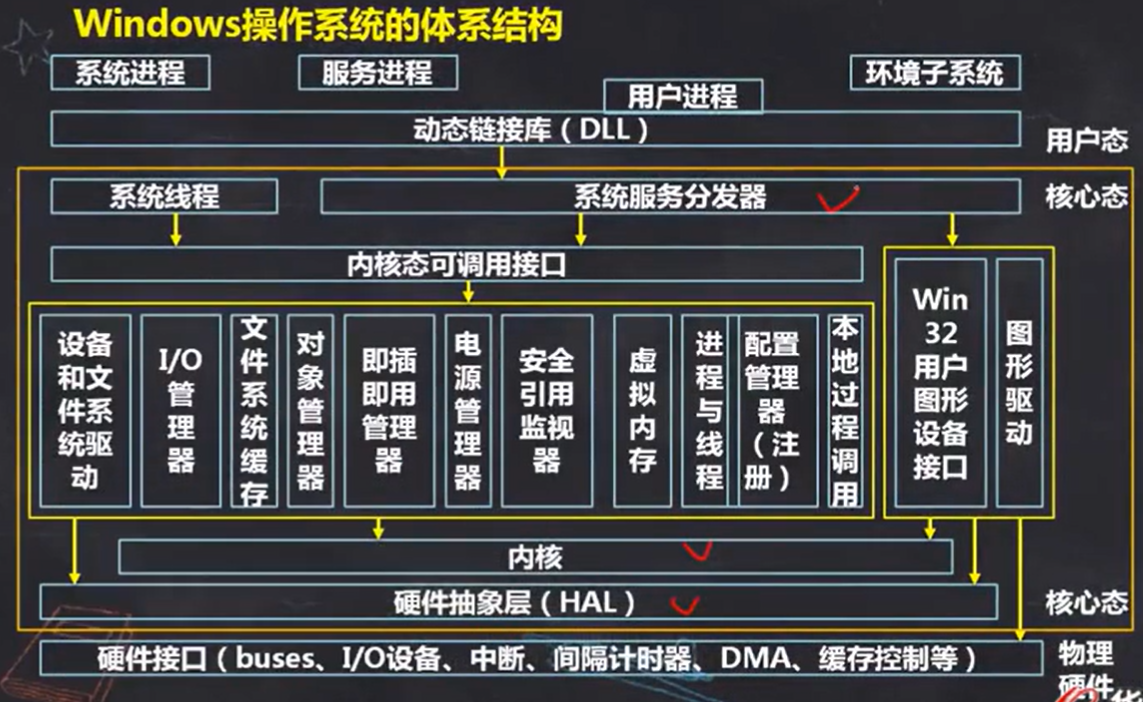 Windows操作系统的体系结构
系统进程
服务进程
用户进程
环境子系统
动态链接库（DLL）
用户态
系统线程
系统服务分发器
核心态
内核态可调用接口
设备
和文
件系
统驱
动
I/O
管
理
器
文
件
系
统
缓
存
对
象
管
理
器
即插
即用
管理
器
电
源
管
理
器
安全
引用
监视
器
虚
拟
内
存
进
程
与
线
程
配置
管理
器
（注
册）
本
地
过
程
调
用
Win
32
用户
图形
设备
接口
图
形
驱
动
内核
硬件抽象层（HAL）
核心态
硬件接口（buses、I/O设备、中断、间隔计时器、DMA、缓存控制等）
物理
硬件